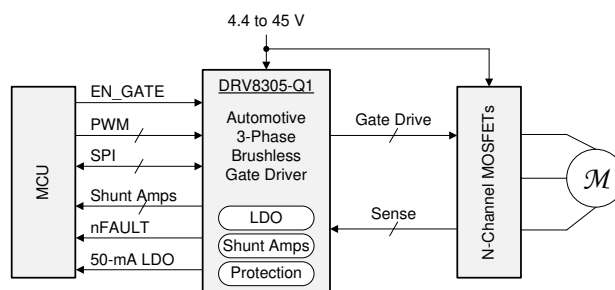 4.4 to 45 V
DRV8305-Q1
Automotive
3-Phase
Brushless
Gate Driver
LDO
Shunt Amps
Protection
MCU
EN_GATE
PWM
SPI
Shunt Amps
nFAULT
50-mA LDO
Gate Drive
Sense
N-Channel MOSFETs
M